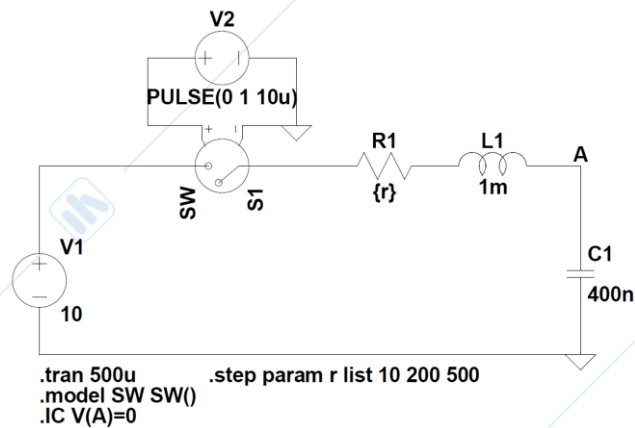 V2
+ −
PULSE(0 1 10u)
+ −
R1
L1
A
{r}
1m
SW
S1
V1
+
−
10
C1
400n
.tran 500u
.step param r list 10 200 500
.model SW SW()
.IC V(A)=0